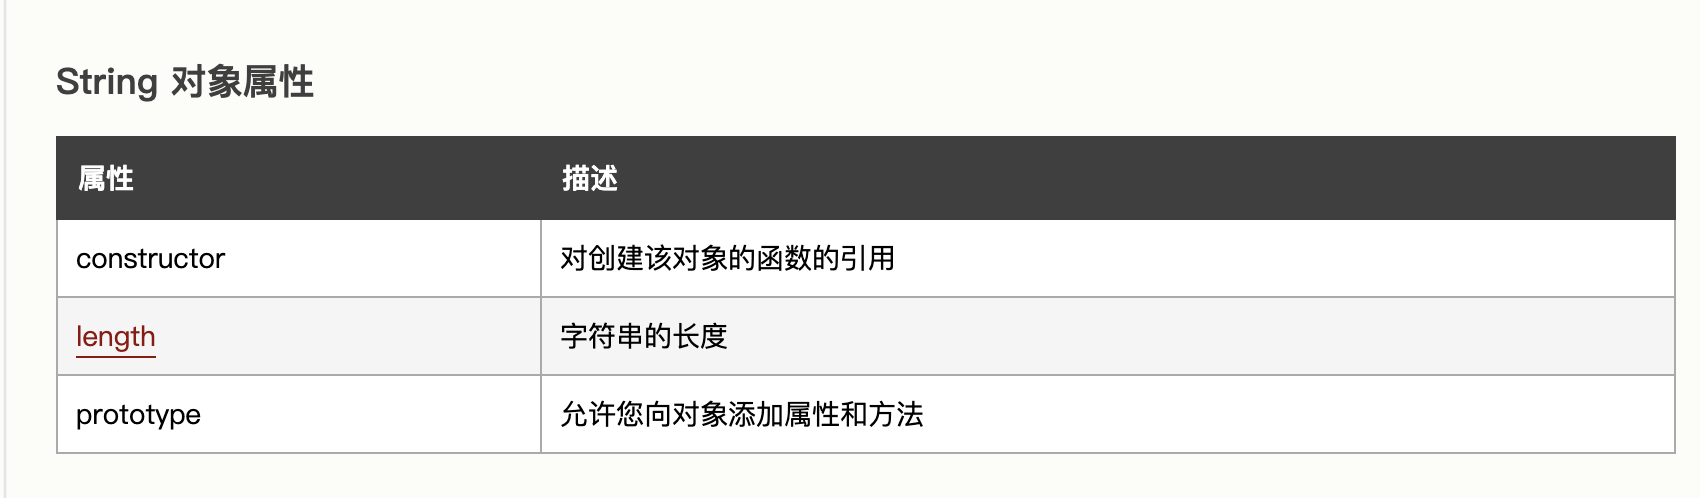 String 对象属性
属性 描述
constructor 对创建该对象的函数的引用
length 字符串的长度
prototype 允许您向对象添加属性和方法